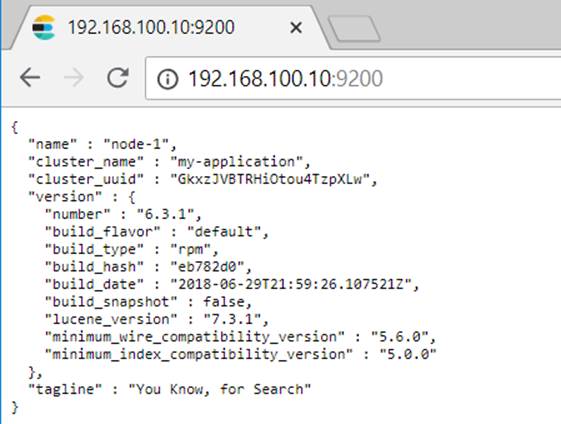 192.168.100.10:9200
192.168.100.10:9200
{
"name" : "node-1",
"cluster_name" : "my-application",
"cluster_uuid" : "GkxzJVBTRHiOtou4TzpXLw",
"version" : {
"number" : "6.3.1",
"build_flavor" : "default",
"build_type" : "rpm",
"build_hash" : "eb782d0",
"build_date" : "2018-06-29T21:59:26.107521Z",
"build_snapshot" : false,
"lucene_version" : "7.3.1",
"minimum_wire_compatibility_version" : "5.6.0",
"minimum_index_compatibility_version" : "5.0.0"
},
"tagline" : "You Know, for Search"
}